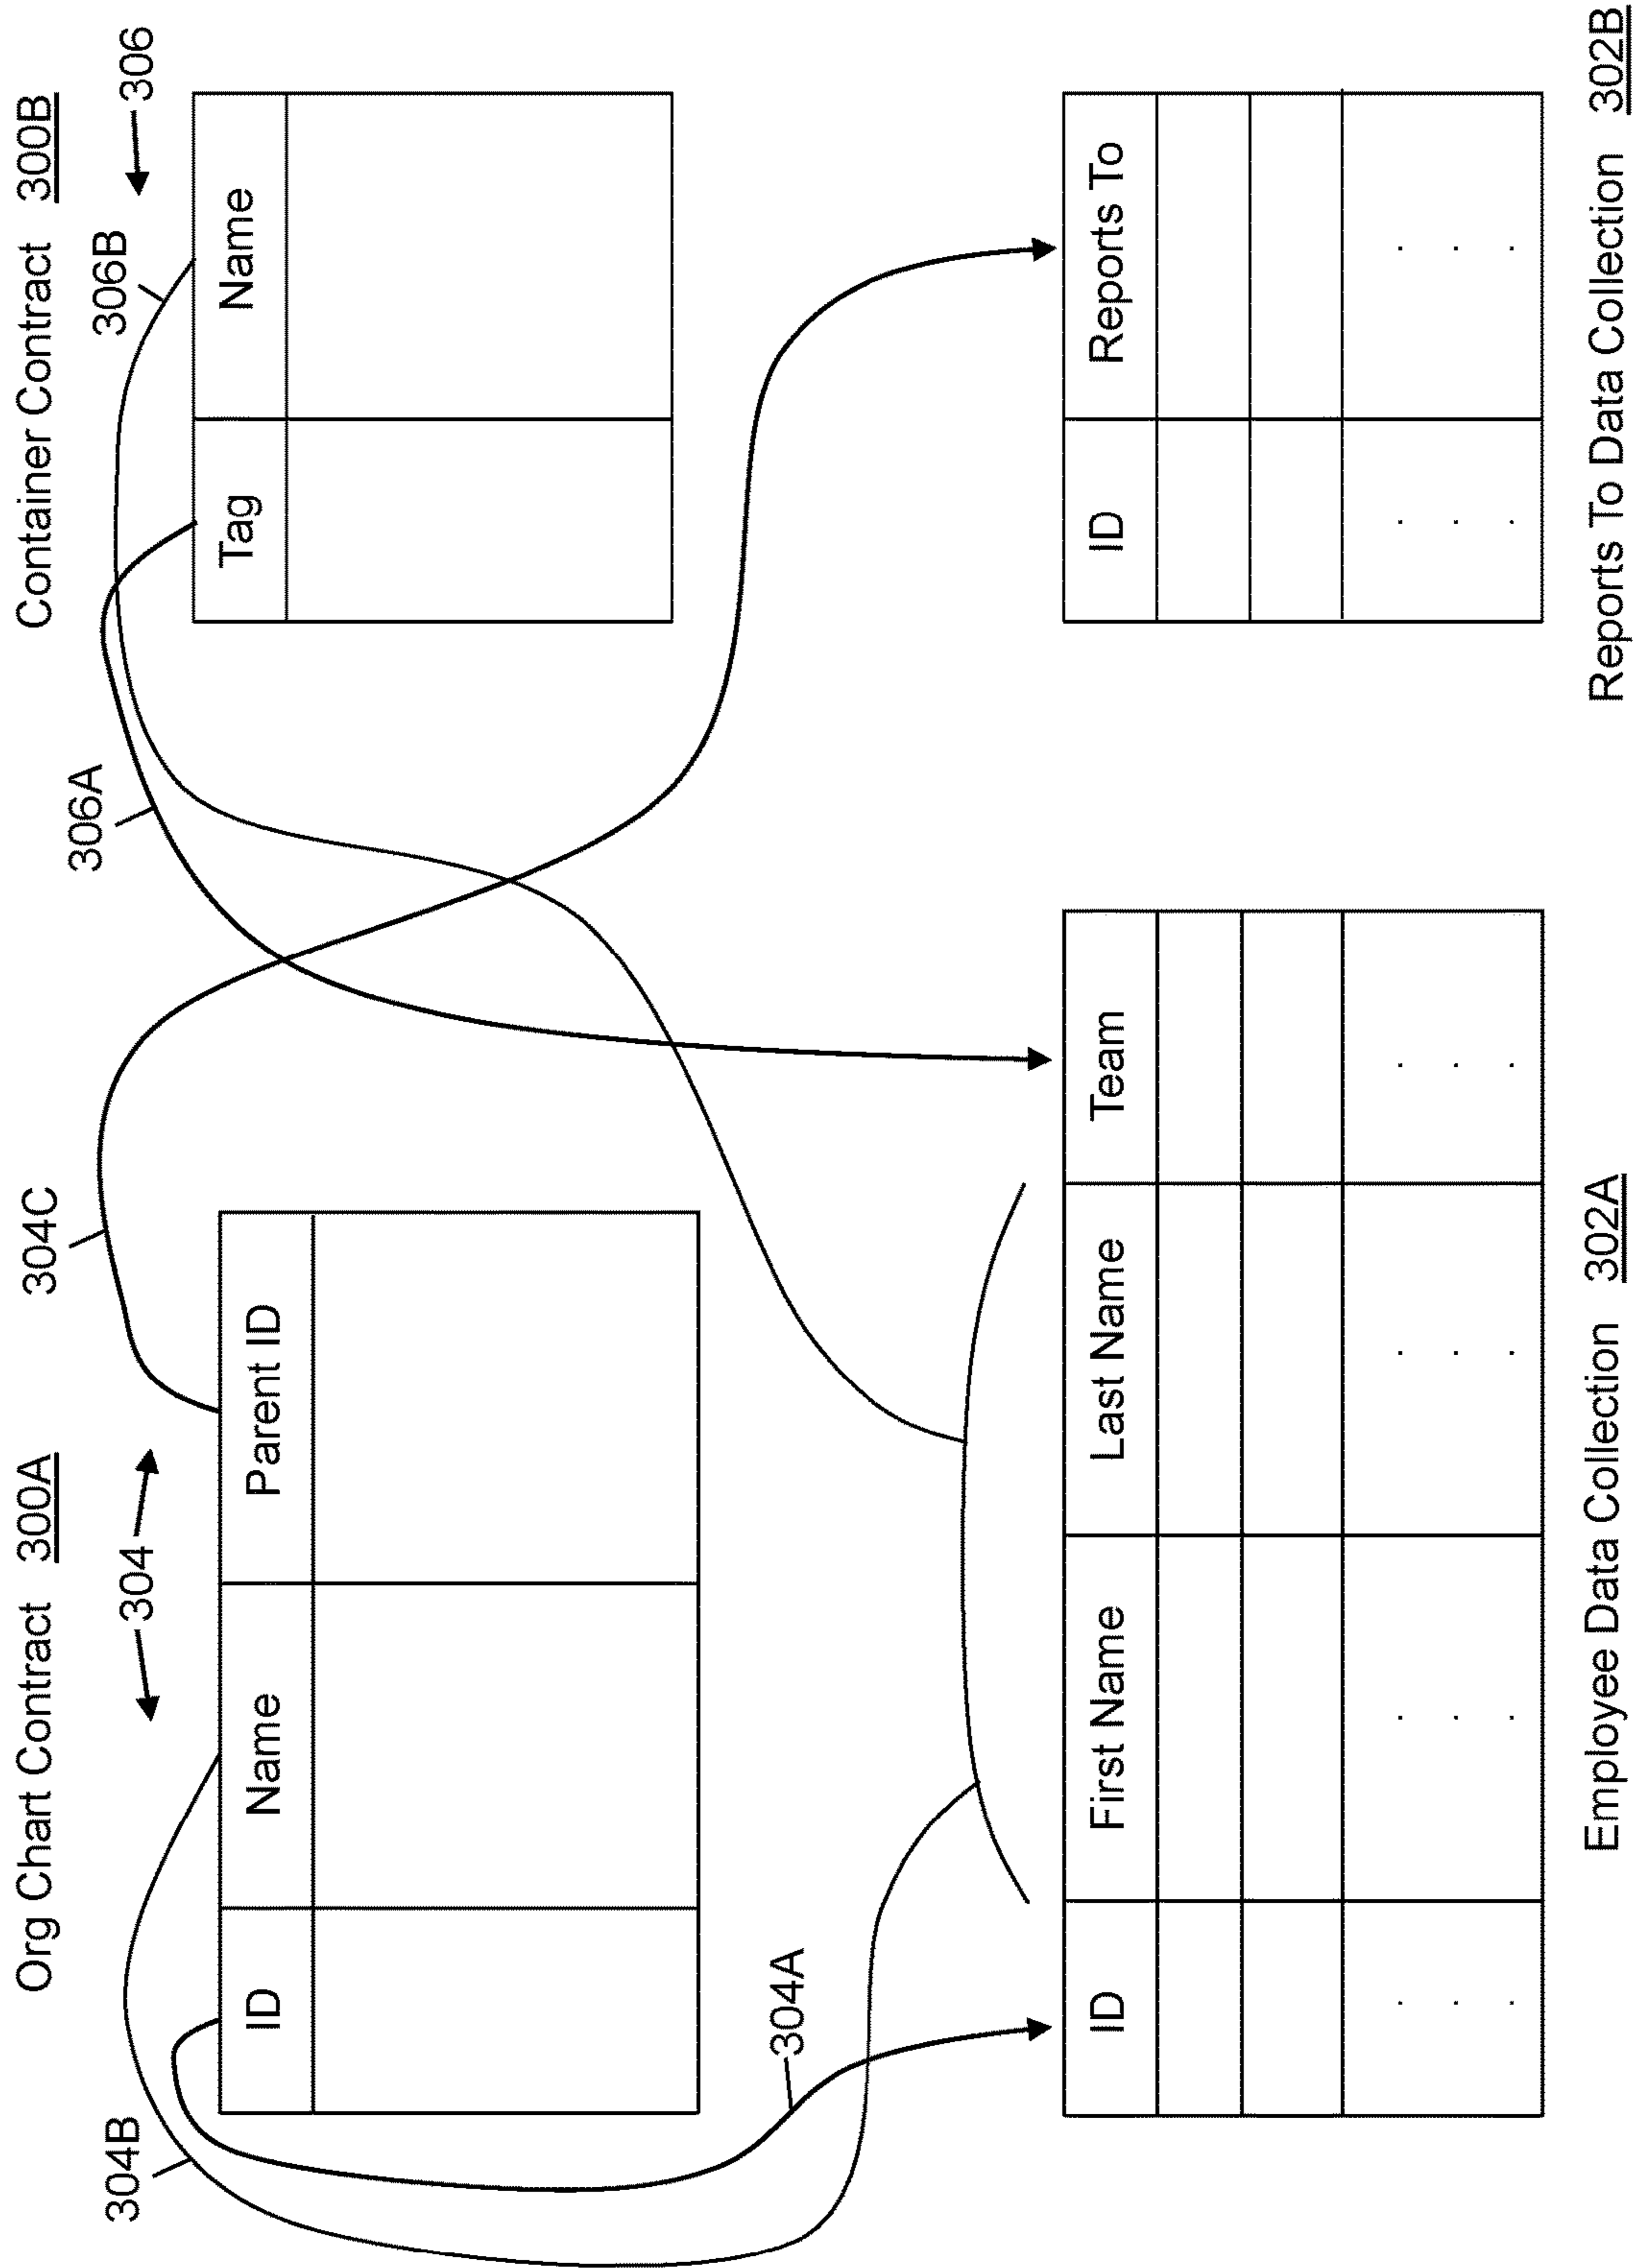 Org Chart Contract 300A
Container Contract 300B
304
304B
304C
306A
306B
306
ID Name Parent ID
Tag Name
304A
ID First Name Last Name Team
. . . .
. . . .
. . . .
ID Reports To
. .
. .
. .
Employee Data Collection 302A
Reports To Data Collection 302B